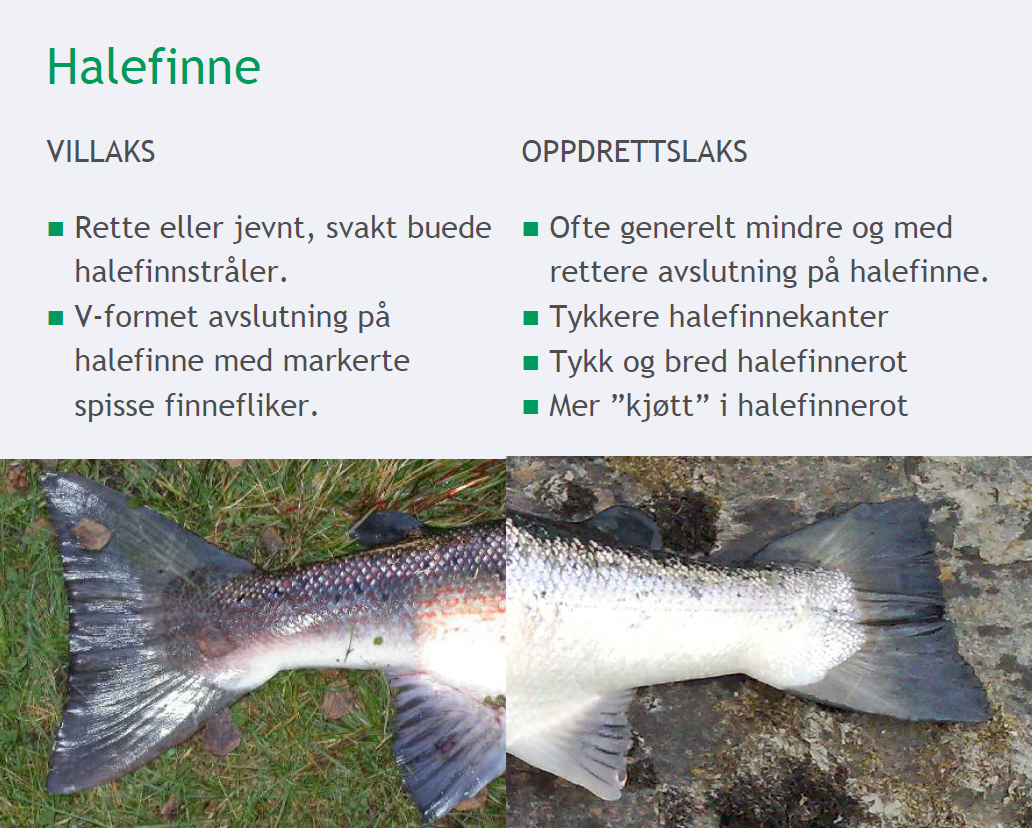 Halefinne
VILLAKS
■ Rette eller jevnt, svakt buede
halefinnstråler.
■ V-formet avslutning på
halefinne med markerte
spisse finnefliker.
OPPDRETTSLAKS
■ Ofte generelt mindre og med
rettere avslutning på halefinne.
■ Tykkere halefinnekanter
■ Tykk og bred halefinnerot
■ Mer ”kjøtt” i halefinnerot